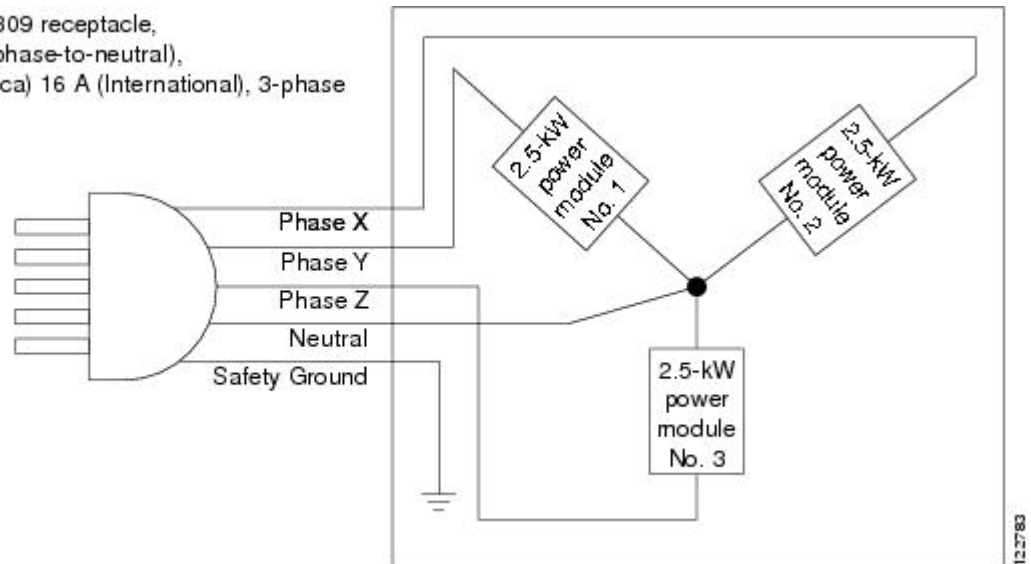 309 receptacle,
phase-to-neutral),
ca) 16 A (International), 3-phase
2.5-kW
power
module
No. 1
2.5-kW
power
module
No. 2
Phase X
Phase Y
Phase Z
Neutral
Safety Ground
2.5-kW
power
module
No. 3
122783